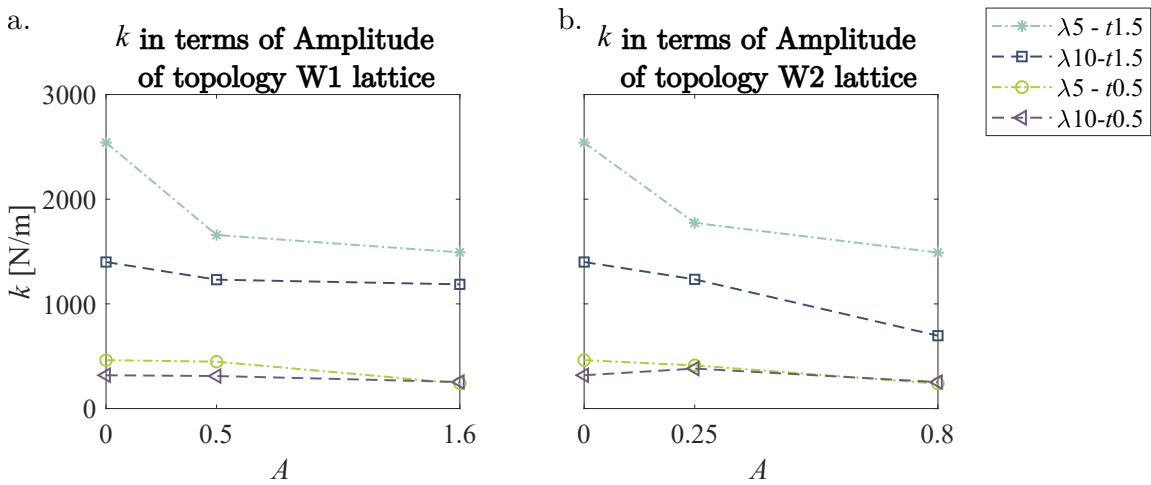 a.
k in terms of Amplitude
of topology W1 lattice
3000
2000
1000
0
k [N/m]
0 0.5 1.6
A
b.
k in terms of Amplitude
of topology W2 lattice
0 0.25 0.8
A
λ5 - t1.5
λ10-t1.5
λ5 - t0.5
λ10-t0.5